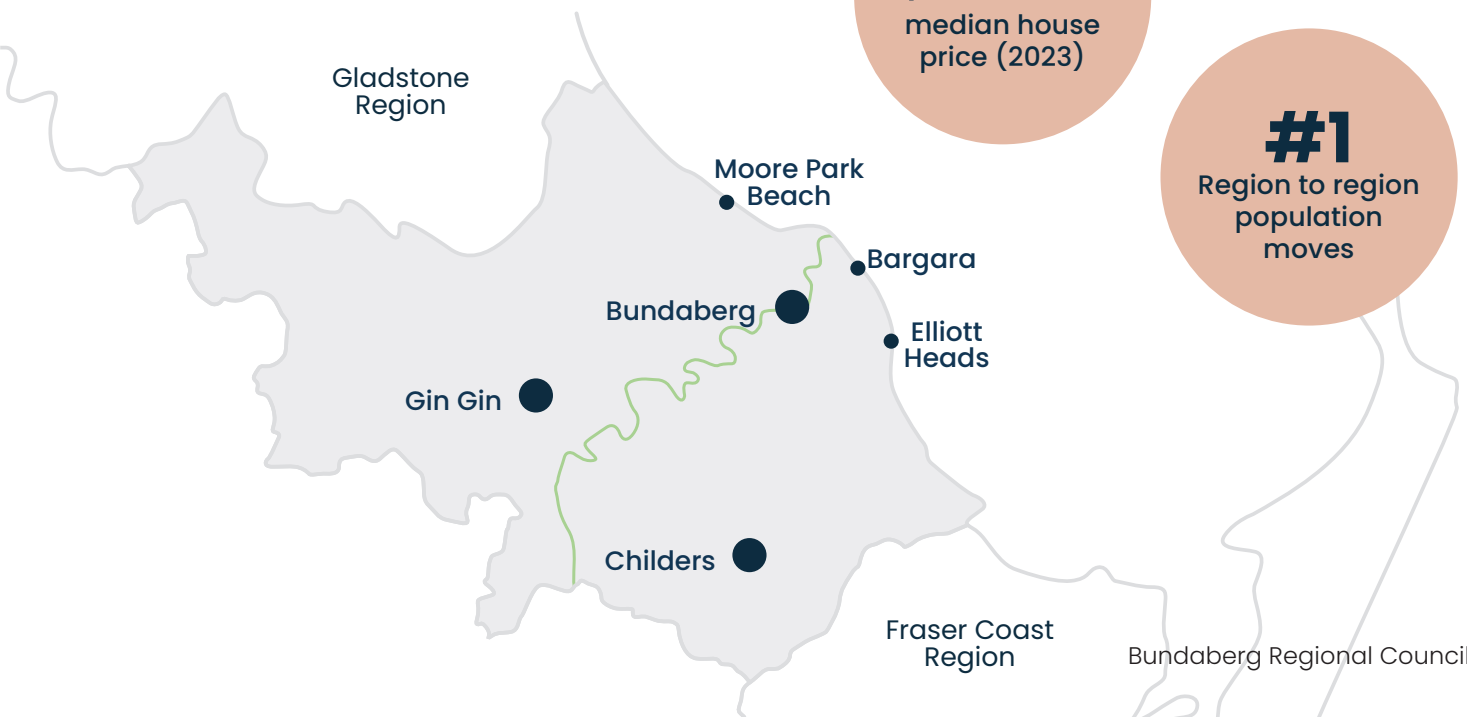 median house
price (2023)
#1
Region to region
population
moves
Gladstone
Region
Moore Park
Beach
Bargara
Bundaberg
Elliott
Heads
Gin Gin
Childers
Fraser Coast
Region
Bundaberg Regional Council